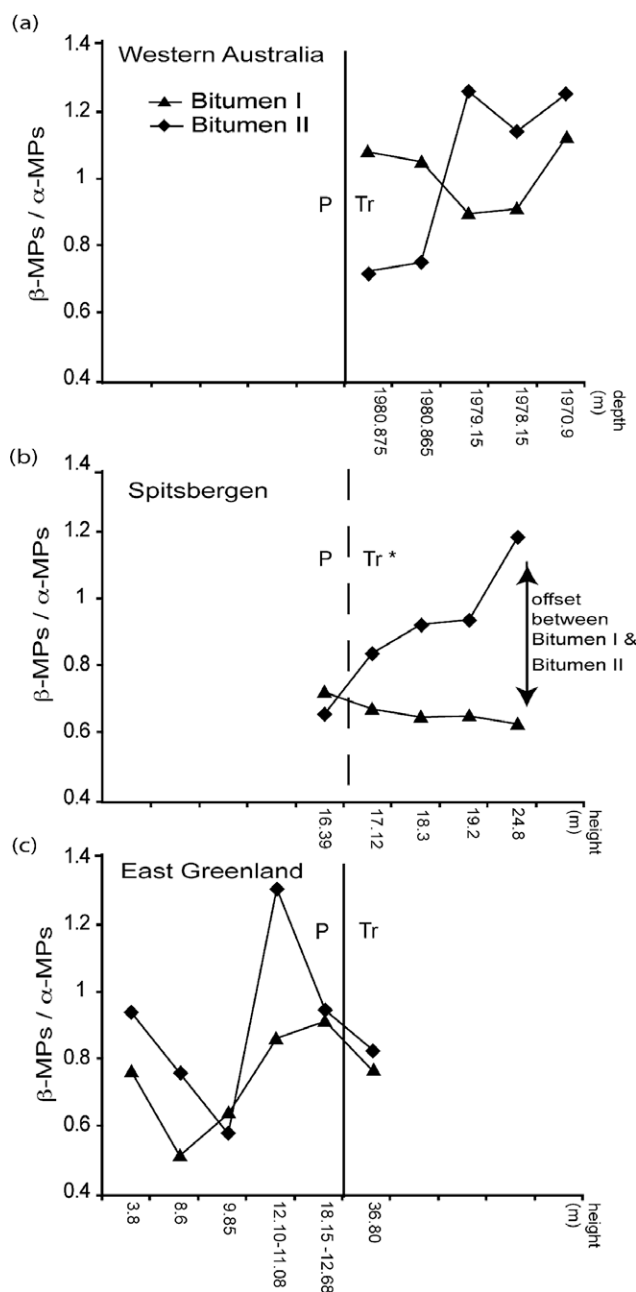 (a)
Western Australia
Bitumen I
Bitumen II
P
Tr
β-MPs / α-MPs
1.4
1.2
1
0.8
0.6
0.4
1980.875
1980.865
1979.15
1978.15
1970.9
depth
(m)
(b)
Spitsbergen
P
Tr *
β-MPs / α-MPs
1.4
1.2
1
0.8
0.6
0.4
offset
between
Bitumen I &
Bitumen II
16.39
17.12
18.3
19.2
24.8
height
(m)
(c)
East Greenland
P
Tr
β-MPs / α-MPs
1.4
1.2
1
0.8
0.6
0.4
3.8
8.6
9.85
12.10-11.08
18.15 -12.68
36.80
height
(m)